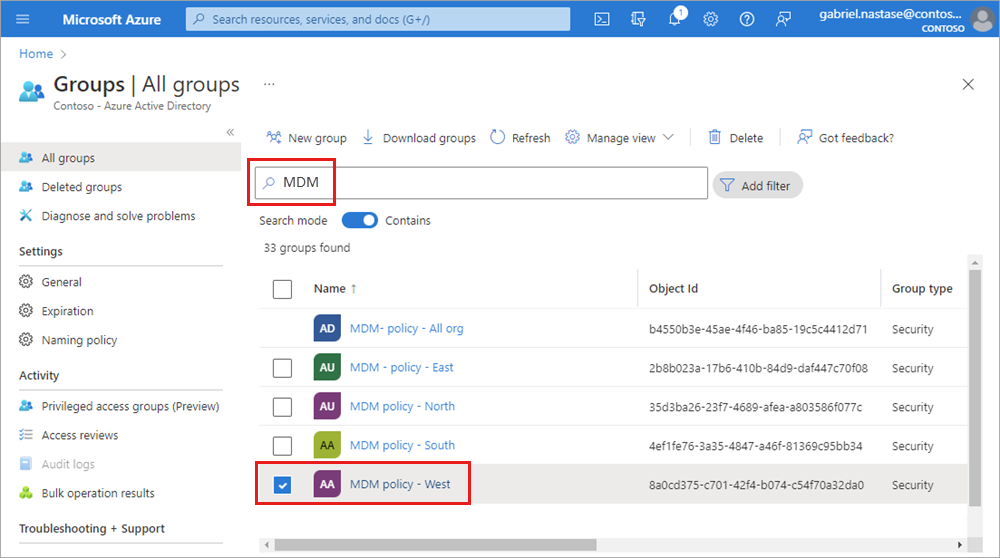 Microsoft Azure
Search resources, services, and docs (G+/)
1
gabriel.nastase@contos...
CONTOSO
Home >
Groups | All groups ...
Contoso - Azure Active Directory
«
All groups
Deleted groups
Diagnose and solve problems
Settings
General
Expiration
Naming policy
Activity
Privileged access groups (Preview)
Access reviews
Audit logs
Bulk operation results
Troubleshooting + Support
New group
Download groups
Refresh
Manage view
Delete
Got feedback?
MDM
Add filter
Search mode
Contains
33 groups found
Name ↑ Object Id Group type
AD MDM- policy - All org b4550b3e-45ae-4f46-ba85-19c5c4412d71 Security
AU MDM - policy - East 2b8b023a-17b6-410b-84d9-daf447c70f08 Security
AU MDM policy - North 35d3ba26-23f7-4689-afea-a803586f077c Security
AA MDM policy - South 4ef1fe76-3a35-4847-a46f-81369c95bb34 Security
AA MDM policy - West 8a0cd375-c701-42f4-b074-c54f70a32da0 Security